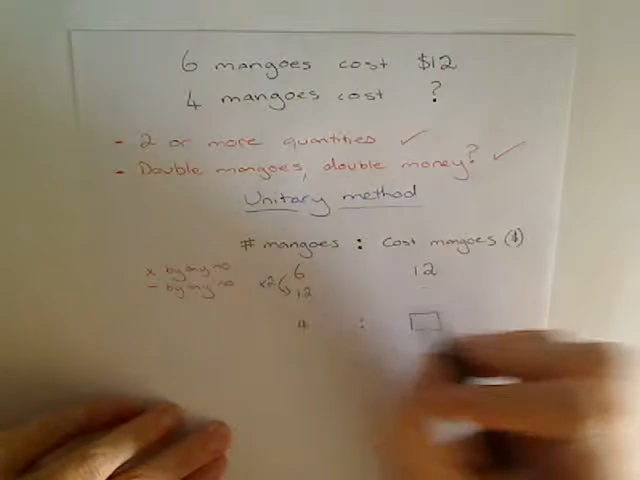 6 mangoes cost $12
4 mangoes cost ?
- 2 or more quantities ✓
- Double mangoes, double money? ✓
Unitary method
# mangoes : cost mangoes ($)
x by any no 6 12
÷ by any no x2 12
4 : □